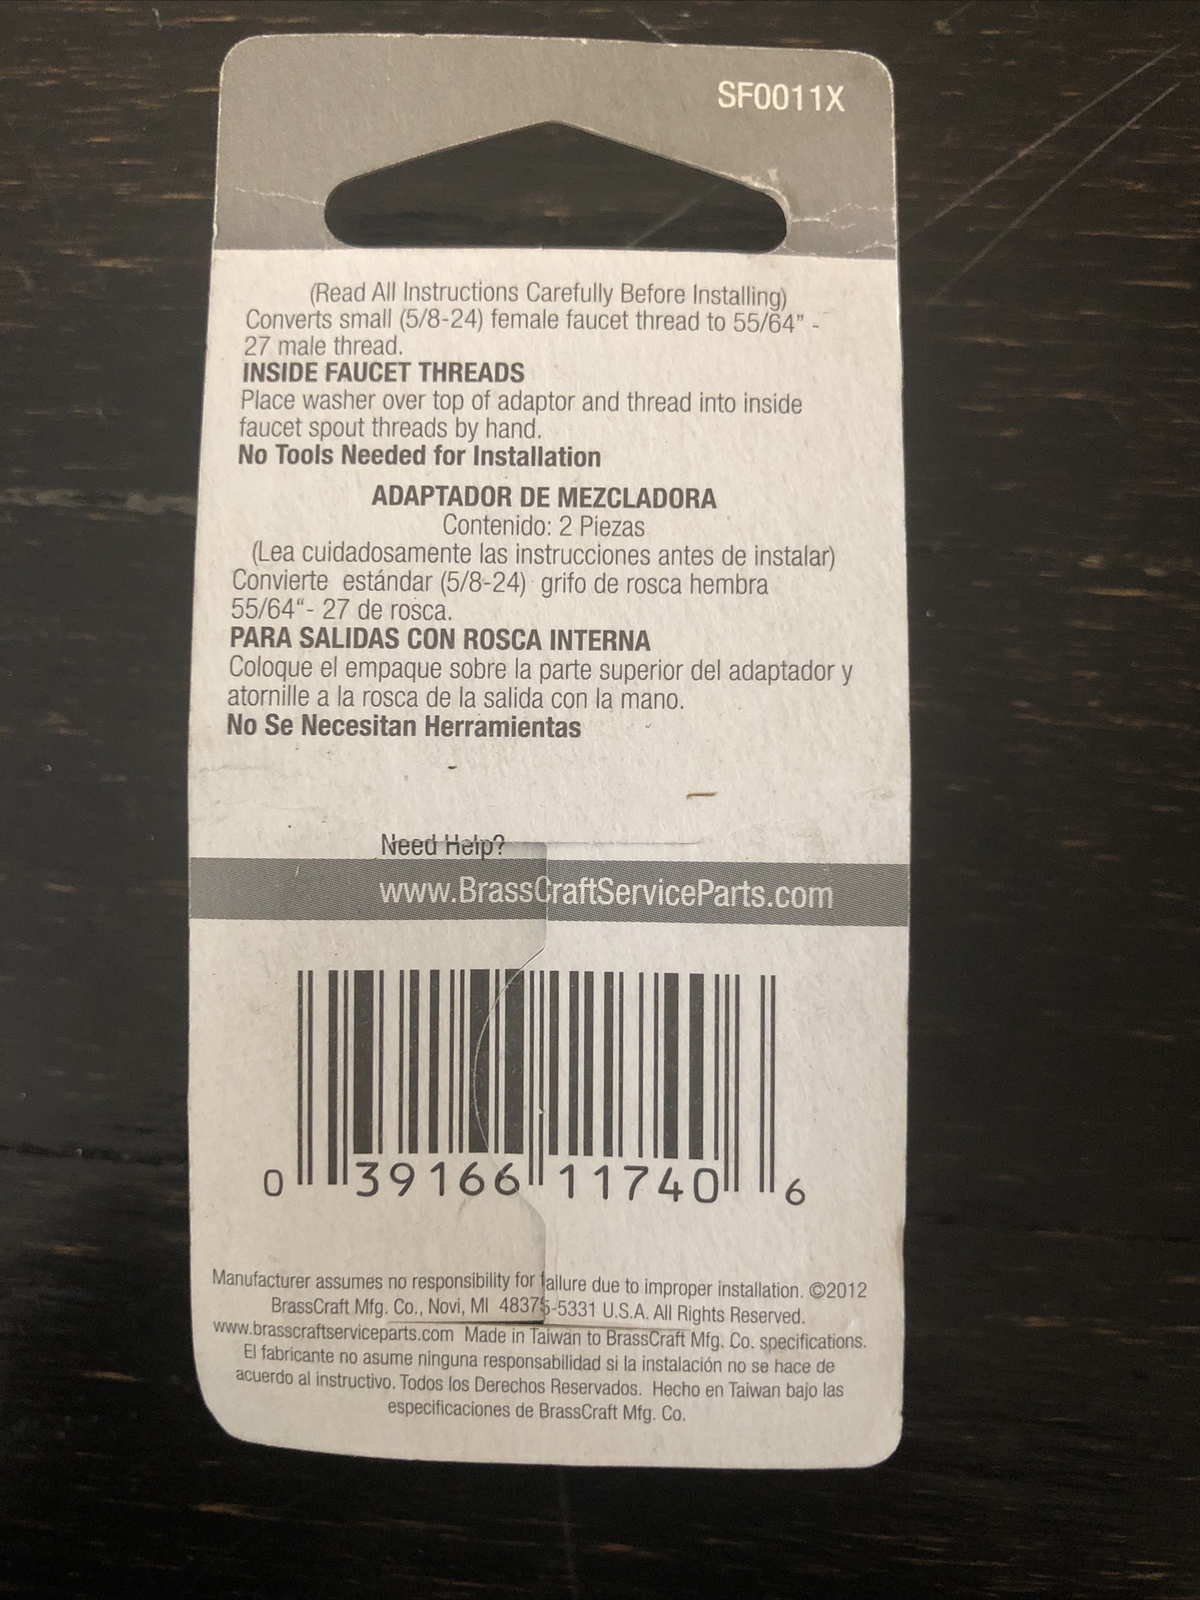 SF0011X
(Read All Instructions Carefully Before Installing)
Converts small (5/8-24) female faucet thread to 55/64” -
27 male thread.
INSIDE FAUCET THREADS
Place washer over top of adaptor and thread into inside
faucet spout threads by hand.
No Tools Needed for Installation
ADAPTADOR DE MEZCLADORA
Contenido: 2 Piezas
(Lea cuidadosamente las instrucciones antes de instalar)
Convierte estándar (5/8-24) grifo de rosca hembra
55/64“- 27 de rosca.
PARA SALIDAS CON ROSCA INTERNA
Coloque el empaque sobre la parte superior del adaptador y
atornille a la rosca de la salida con la mano.
No Se Necesitan Herramientas
Need Help?
www.BrassCraftServiceParts.com
0 39166 11740 6
Manufacturer assumes no responsibility for failure due to improper installation. ©2012
BrassCraft Mfg. Co., Novi, MI 48375-5331 U.S.A. All Rights Reserved.
www.brasscraftserviceparts.com Made in Taiwan to BrassCraft Mfg. Co. specifications.
El fabricante no asume ninguna responsabilidad si la instalación no se hace de
acuerdo al instructivo. Todos los Derechos Reservados. Hecho en Taiwan bajo las
especificaciones de BrassCraft Mfg. Co.